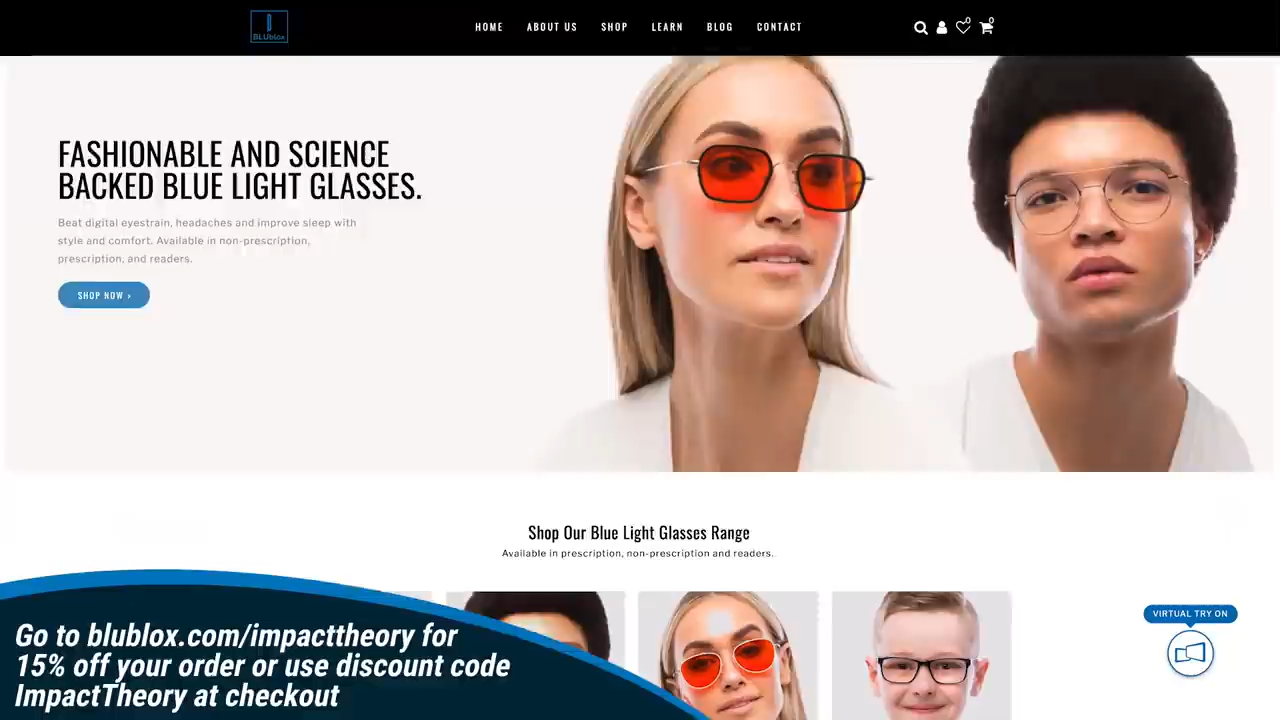 BLUblox
HOME
ABOUT US
SHOP
LEARN
BLOG
CONTACT
0
0
FASHIONABLE AND SCIENCE
BACKED BLUE LIGHT GLASSES.
Beat digital eyestrain, headaches and improve sleep with
style and comfort. Available in non-prescription,
prescription, and readers.
SHOP NOW ›
Shop Our Blue Light Glasses Range
Available in prescription, non-prescription and readers.
VIRTUAL TRY ON
Go to blublox.com/impacttheory for
15% off your order or use discount code
ImpactTheory at checkout